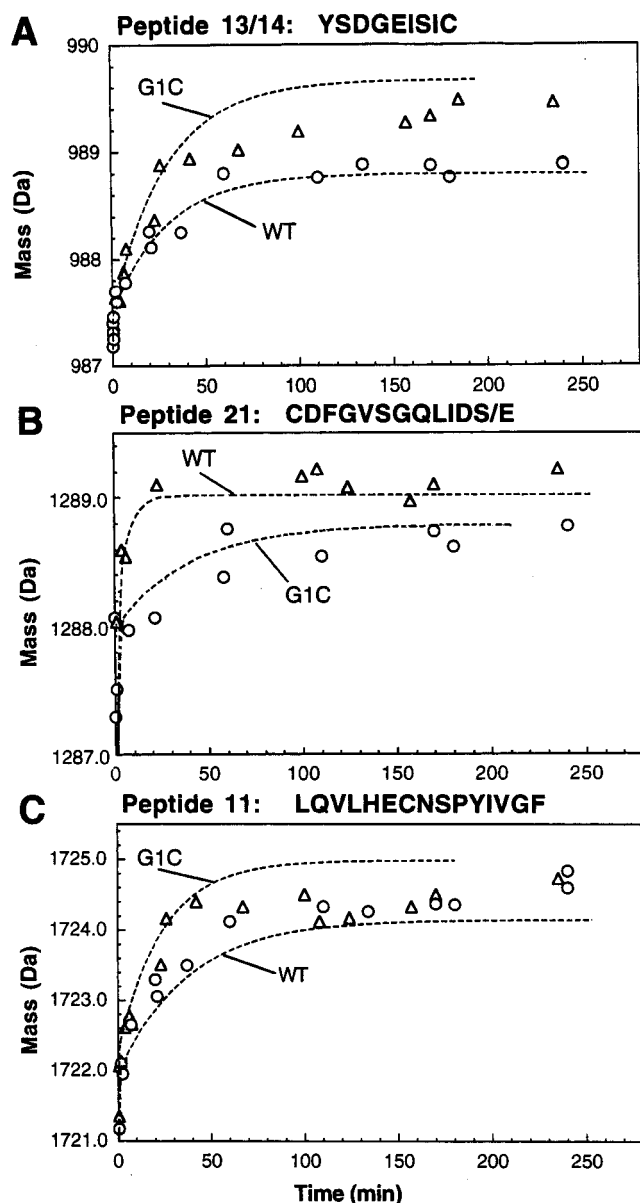 A Peptide 13/14: YSDGEISIC
990
G1C
989
WT
988
987
Mass (Da)
0 50 100 150 200 250
B Peptide 21: CDFGVSGQLIDS/E
WT
1289.0
G1C
1288.0
1287.0
Mass (Da)
0 50 100 150 200 250
C Peptide 11: LQVLHECNSPYIVGF
1725.0
G1C
1724.0
WT
1723.0
1722.0
1721.0
Mass (Da)
0 50 100 150 200 250
Time (min)